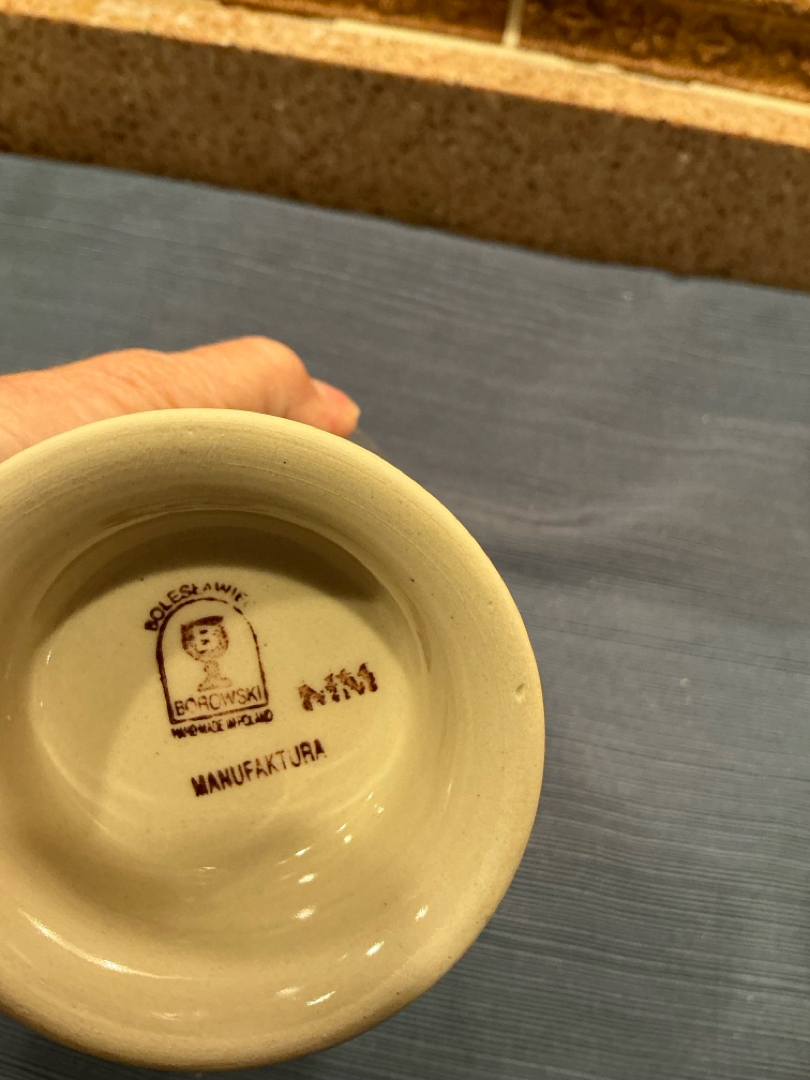 BOLESŁAWIEC
B
BOROWSKI
HANDMADE IN POLAND
MM
MANUFAKTURA